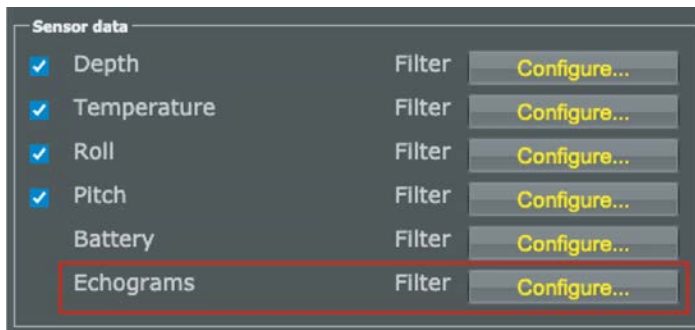 Sensor data
Depth Filter Configure...
Temperature Filter Configure...
Roll Filter Configure...
Pitch Filter Configure...
Battery Filter Configure...
Echograms Filter Configure...